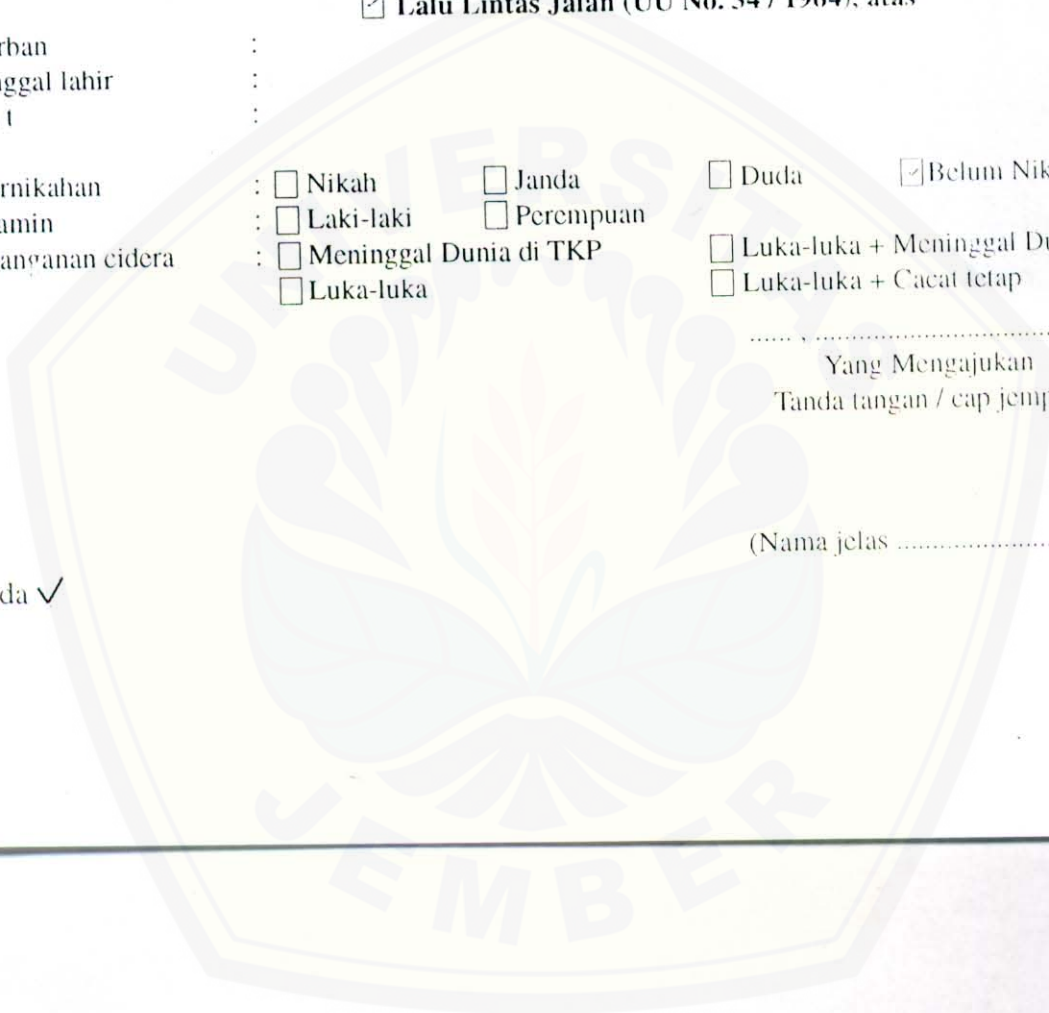 Lalu Lintas Jalan (UU No. 34 / 1964), atas
rban :
ggal lahir :
t :
rnikahan : Nikah Janda Duda Belum Nik
amin : Laki-laki Perempuan
anganan cidera : Meninggal Dunia di TKP Luka-luka + Meninggal Du
Luka-luka Luka-luka + Cacat tetap
...... , ....................................
Yang Mengajukan
Tanda tangan / cap jemp
(Nama jelas ........................
da ✓
UNIVERSITAS
JEMBER